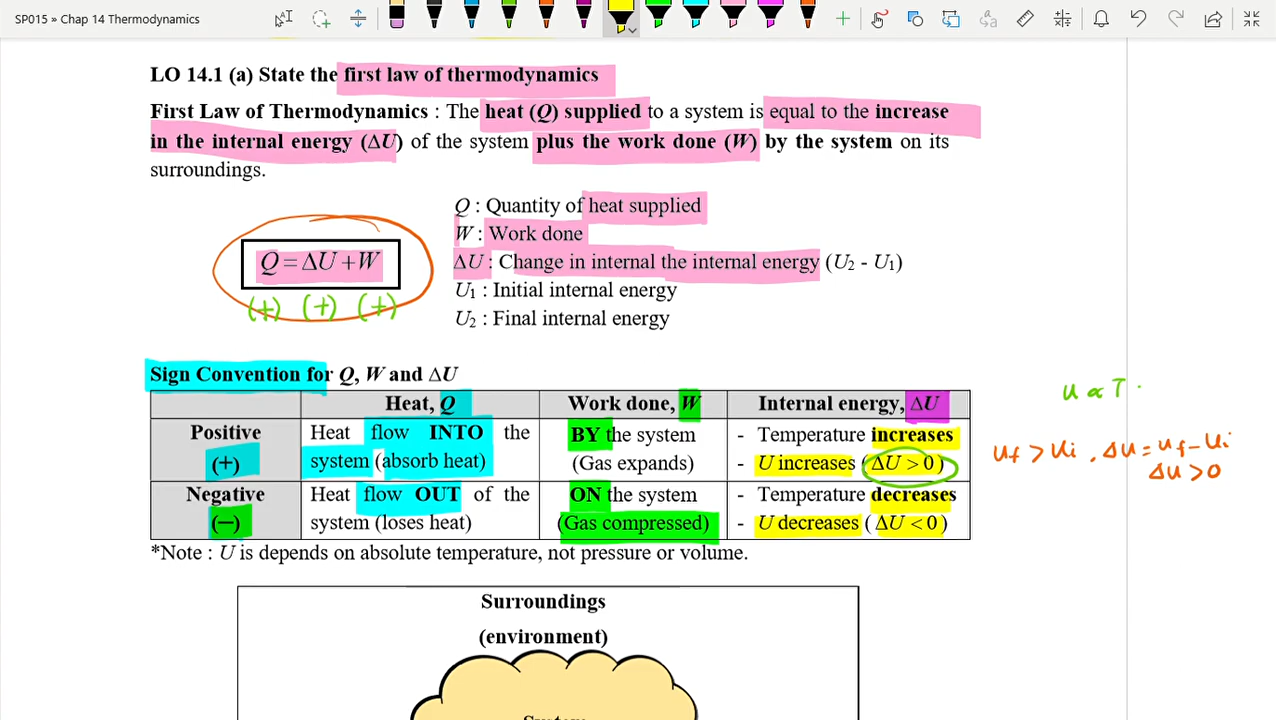 SP015 » Chap 14 Thermodynamics
LO 14.1 (a) State the first law of thermodynamics
First Law of Thermodynamics : The heat (Q) supplied to a system is equal to the increase
in the internal energy (ΔU) of the system plus the work done (W) by the system on its
surroundings.
Q = ΔU + W
(+) (+) (+)
Q : Quantity of heat supplied
W : Work done
ΔU : Change in internal the internal energy (U₂ - U₁)
U₁ : Initial internal energy
U₂ : Final internal energy
Sign Convention for Q, W and ΔU
Heat, Q Work done, W Internal energy, ΔU
Positive
(+)
Heat flow INTO the
system (absorb heat)
BY the system
(Gas expands)
- Temperature increases
- U increases (ΔU > 0)
Negative
(−)
Heat flow OUT of the
system (loses heat)
ON the system
(Gas compressed)
- Temperature decreases
- U decreases (ΔU < 0)
U ∝ T
Uf > Ui , ΔU = Uf − Ui
ΔU > 0
*Note : U is depends on absolute temperature, not pressure or volume.
Surroundings
(environment)
System